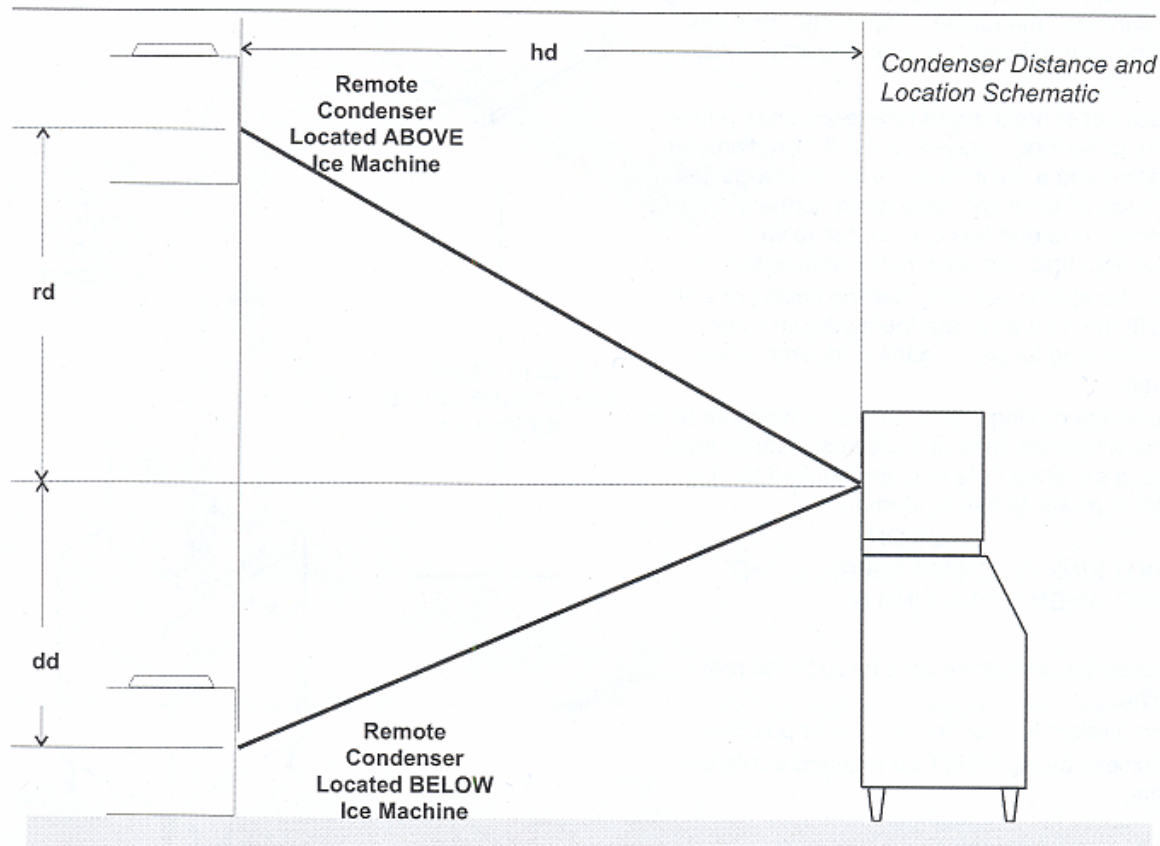 hd
Condenser Distance and
Location Schematic
Remote
Condenser
Located ABOVE
Ice Machine
rd
dd
Remote
Condenser
Located BELOW
Ice Machine